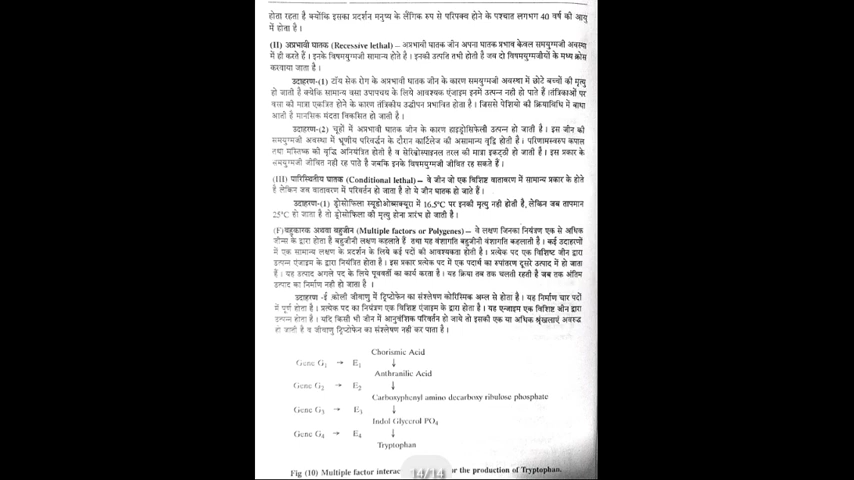 होता रहता है क्योंकि इसका प्रदर्शन मनुष्य के लैंगिक रुप से परिपक्व होने के पश्चात लगभग 40 वर्ष की आयु
में होता है।
(II) अप्रभावी घातक (Recessive lethal) – अप्रभावी घातक जीन अपना घातक प्रभाव केवल समयुग्मजी अवस्था
में ही करते हैं। इनके विषमयुग्मजी सामान्य होते है। इनकी उत्पति तभी होती है जब दो विषमयुग्मजीयों के मध्य क्रोस
करवाया जाता है।
उदाहरण-(1) टॉय सेक रोग के अप्रभावी घातक जीन के कारण समयुग्मजी अवस्था में छोटे बच्चों की मृत्यु
हो जाती है क्योकि सामान्य वसा उपापचय के लिये आवश्यक एंजाइम इनमें उत्पन्न नही हो पाते है।तंत्रिकाओं पर
वसा की मात्रा एकत्रित होने के कारण तंत्रिकीय उद्दीपन प्रभावित होता है। जिससे पेशियो की क्रियाविधि में बाधा
आती है मानसिक मंदता विकसित हो जाती है।
उदाहरण-(2) चूहों में अप्रभावी घातक जीन के कारण हाइड्रोसिफेली उत्पन्न हो जाती है। इस जीन की
समयुग्मजी अवस्था में भ्रूणीय परिवर्द्धन के दौरान कार्टिलेज की असामान्य वृद्वि होती है। परिणामस्वरुप कपाल
तथा मस्तिष्क की वृद्वि अनियंत्रित होती है व सेरिब्रोस्पाइनल तरल की मात्रा इकट्ठी हो जाती है। इस प्रकार के
समयुग्मजी जीवित नही रह पाते है जबकि इनके विषमयुग्मजी जीवित रह सकते हैं।
(III) पारिस्थितीय घातक (Conditional lethal)– वे जीन जो एक विशिष्ट वातावरण में सामान्य प्रकार के होते
है लेकिन जब वातावरण में परिवर्तन हो जाता है तो ये जीन घातक हो जाते हैं।
उदाहरण-(1) ड्रोसोफिला स्यूडोओब्सक्यूरा में 16.5°C पर इनकी मृत्यु नही होती है, लेकिन जब तापमान
25°C हो जाता है तो ड्रोसोफिला की मृत्यु होना प्रारंभ हो जाती है।
(F) बहुकारक अथवा बहुजीन (Multiple factors or Polygenes)– वे लक्षण जिनका नियंत्रण एक से अधिक
जीन्स के द्वारा होता है बहुजीनी लक्षण कहलाते हैं तथा यह वंशागति बहुजीनी वंशागति कहलाती है। कई उदाहरणों
में एक सामान्य लक्षण के प्रदर्शन के लिये कई पदों की आवश्यकता होती है। प्रत्येक पद एक विशिष्ट जीन द्वारा
उत्पन्न एंजाइम के द्वारा नियंत्रित होता है। इस प्रकार प्रत्येक पद में एक पदार्थ का रुपांतरण दूसरे उत्पाद में हो जाता
है। यह उत्पाद अगले पद के लिये पूववर्ती का कार्य करता है। यह क्रिया तब तक चलती रहती है जब तक अंतिम
उत्पाद का निर्माण नही हो जाता है।
उदाहरण -ई.कोली जीवाणु में ट्रिप्टोफेन का संश्लेषण कोरिस्मिक अम्ल से होता है। यह निर्माण चार पदों
में पूर्ण होता है। प्रत्येक पद का नियंत्रण एक विशिष्ट एंजाइम के द्वारा होता है। यह एन्जाइम एक विशिष्ट जीन द्वारा
उत्पन्न होता है। यदि किसी भी जीन में आनुवंशिक परिवर्तन हो जाये तो इसकी एक या अधिक श्रृंखलाएं अवरुद्ध
हो जाती है व जीवाणु ट्रिप्टोफेन का संश्लेषण नही कर पाता है।
Chorismic Acid
Gene G1 → E1 ↓
Anthranilic Acid
Gene G2 → E2 ↓
Carboxyphenyl amino decarboxy ribulose phosphate
Gene G3 → E3 ↓
Indol Glycerol PO4
Gene G4 → E4 ↓
Tryptophan
Fig (10) Multiple factor interac 14/14 or the production of Tryptophan.